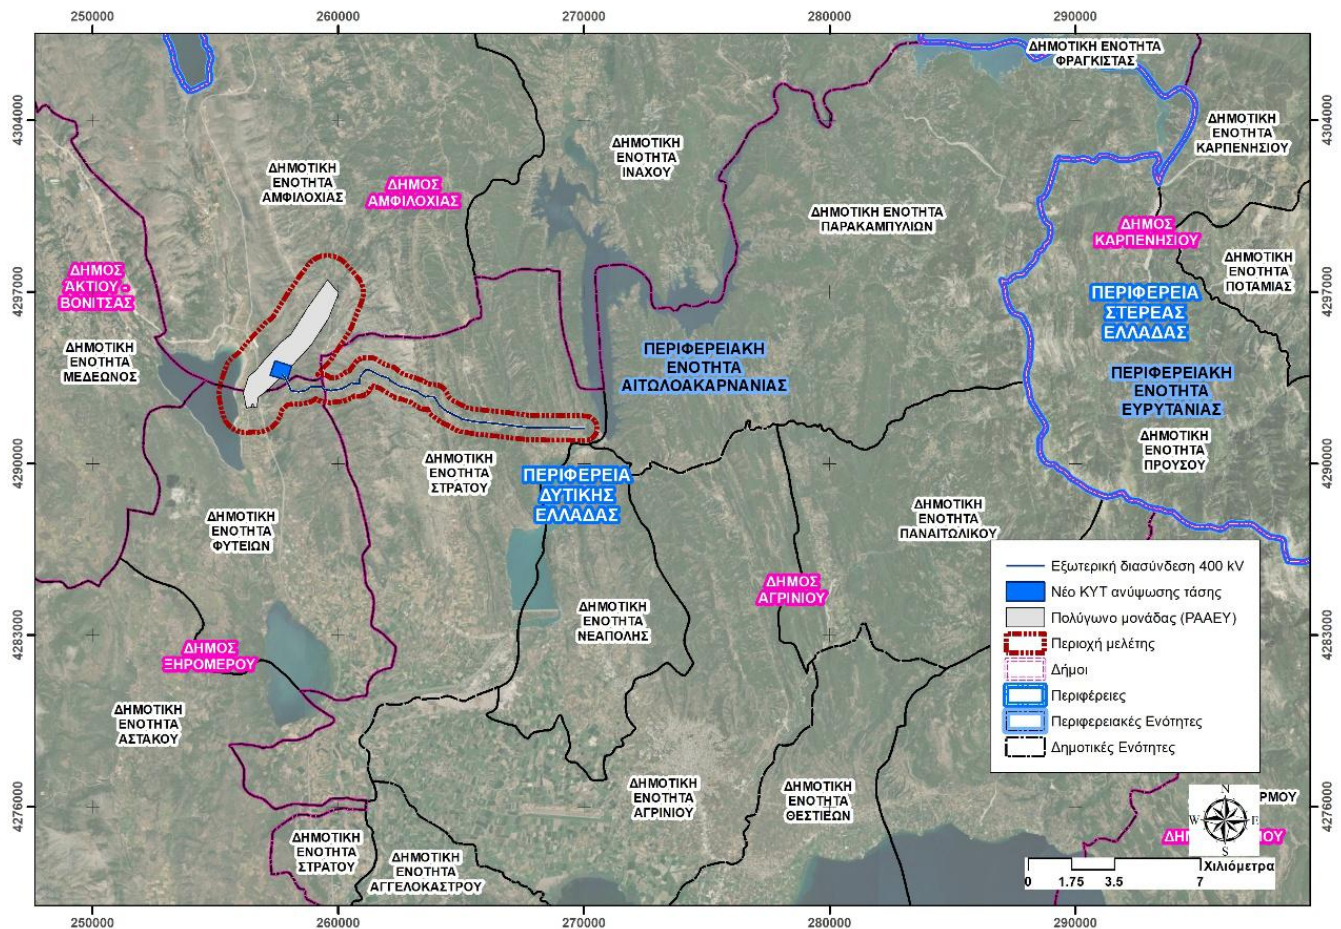 250000
260000
270000
280000
290000
4304000
4304000
4297000
4297000
4290000
4290000
4283000
4283000
4276000
4276000
ΔΗΜΟΤΙΚΗ ΕΝΟΤΗΤΑ
ΦΡΑΓΚΙΣΤΑΣ
ΔΗΜΟΤΙΚΗ
ΕΝΟΤΗΤΑ
ΚΑΡΠΕΝΗΣΙΟΥ
ΔΗΜΟΤΙΚΗ
ΕΝΟΤΗΤΑ
ΙΝΑΧΟΥ
ΔΗΜΟΤΙΚΗ
ΕΝΟΤΗΤΑ
ΑΜΦΙΛΟΧΙΑΣ
ΔΗΜΟΣ
ΑΜΦΙΛΟΧΙΑΣ
ΔΗΜΟΤΙΚΗ ΕΝΟΤΗΤΑ
ΠΑΡΑΚΑΜΠΥΛΙΩΝ
ΔΗΜΟΣ
ΚΑΡΠΕΝΗΣΙΟΥ
ΔΗΜΟΤΙΚΗ
ΕΝΟΤΗΤΑ
ΠΟΤΑΜΙΑΣ
ΔΗΜΟΣ
ΑΚΤΙΟΥ -
ΒΟΝΙΤΣΑΣ
ΠΕΡΙΦΕΡΕΙΑ
ΣΤΕΡΕΑΣ
ΕΛΛΑΔΑΣ
ΔΗΜΟΤΙΚΗ
ΕΝΟΤΗΤΑ
ΜΕΔΕΩΝΟΣ
ΠΕΡΙΦΕΡΕΙΑΚΗ
ΕΝΟΤΗΤΑ
ΑΙΤΩΛΟΑΚΑΡΝΑΝΙΑΣ
ΠΕΡΙΦΕΡΕΙΑΚΗ
ΕΝΟΤΗΤΑ
ΕΥΡΥΤΑΝΙΑΣ
ΔΗΜΟΤΙΚΗ
ΕΝΟΤΗΤΑ
ΠΡΟΥΣΟΥ
ΔΗΜΟΤΙΚΗ
ΕΝΟΤΗΤΑ
ΣΤΡΑΤΟΥ
ΠΕΡΙΦΕΡΕΙΑ
ΔΥΤΙΚΗΣ
ΕΛΛΑΔΑΣ
ΔΗΜΟΤΙΚΗ
ΕΝΟΤΗΤΑ
ΦΥΤΕΙΩΝ
ΔΗΜΟΤΙΚΗ
ΕΝΟΤΗΤΑ
ΠΑΝΑΙΤΩΛΙΚΟΥ
ΔΗΜΟΣ
ΑΓΡΙΝΙΟΥ
ΔΗΜΟΤΙΚΗ
ΕΝΟΤΗΤΑ
ΝΕΑΠΟΛΗΣ
ΔΗΜΟΣ
ΞΗΡΟΜΕΡΟΥ
ΔΗΜΟΤΙΚΗ
ΕΝΟΤΗΤΑ
ΑΣΤΑΚΟΥ
ΔΗΜΟΤΙΚΗ
ΕΝΟΤΗΤΑ
ΑΓΡΙΝΙΟΥ
ΔΗΜΟΤΙΚΗ
ΕΝΟΤΗΤΑ
ΘΕΣΤΙΕΩΝ
ΔΗΜΟΤΙΚΗ
ΕΝΟΤΗΤΑ
ΣΤΡΑΤΟΥ
ΔΗΜΟΤΙΚΗ
ΕΝΟΤΗΤΑ
ΑΓΓΕΛΟΚΑΣΤΡΟΥ
Εξωτερική διασύνδεση 400 kV
Νέο ΚΥΤ ανύψωσης τάσης
Πολύγωνο μονάδας (ΡΑΑΕΥ)
Περιοχή μελέτης
Δήμοι
Περιφέρειες
Περιφερειακές Ενότητες
Δημοτικές Ενότητες
N
W E
S
0 1.75 3.5 7 Χιλιόμετρα
250000
260000
270000
280000
290000